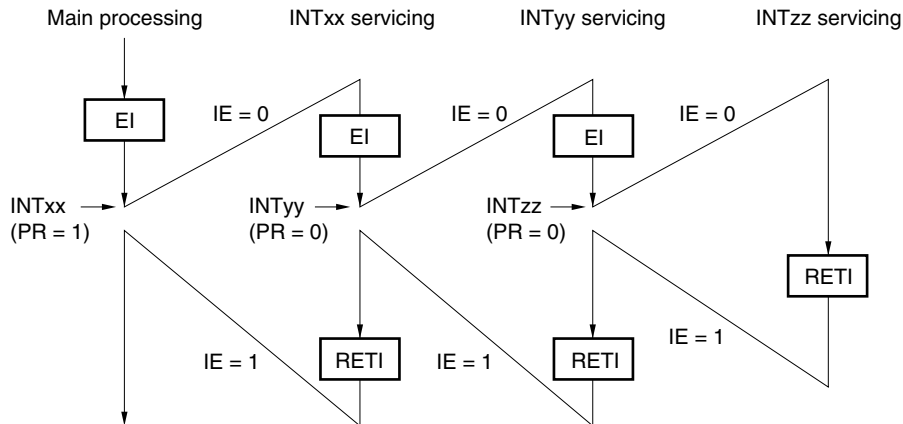 Main processing
INTxx servicing
INTyy servicing
INTzz servicing
EI
IE = 0
EI
IE = 0
EI
IE = 0
INTxx
(PR = 1)
INTyy
(PR = 0)
INTzz
(PR = 0)
RETI
IE = 1
RETI
IE = 1
RETI
IE = 1